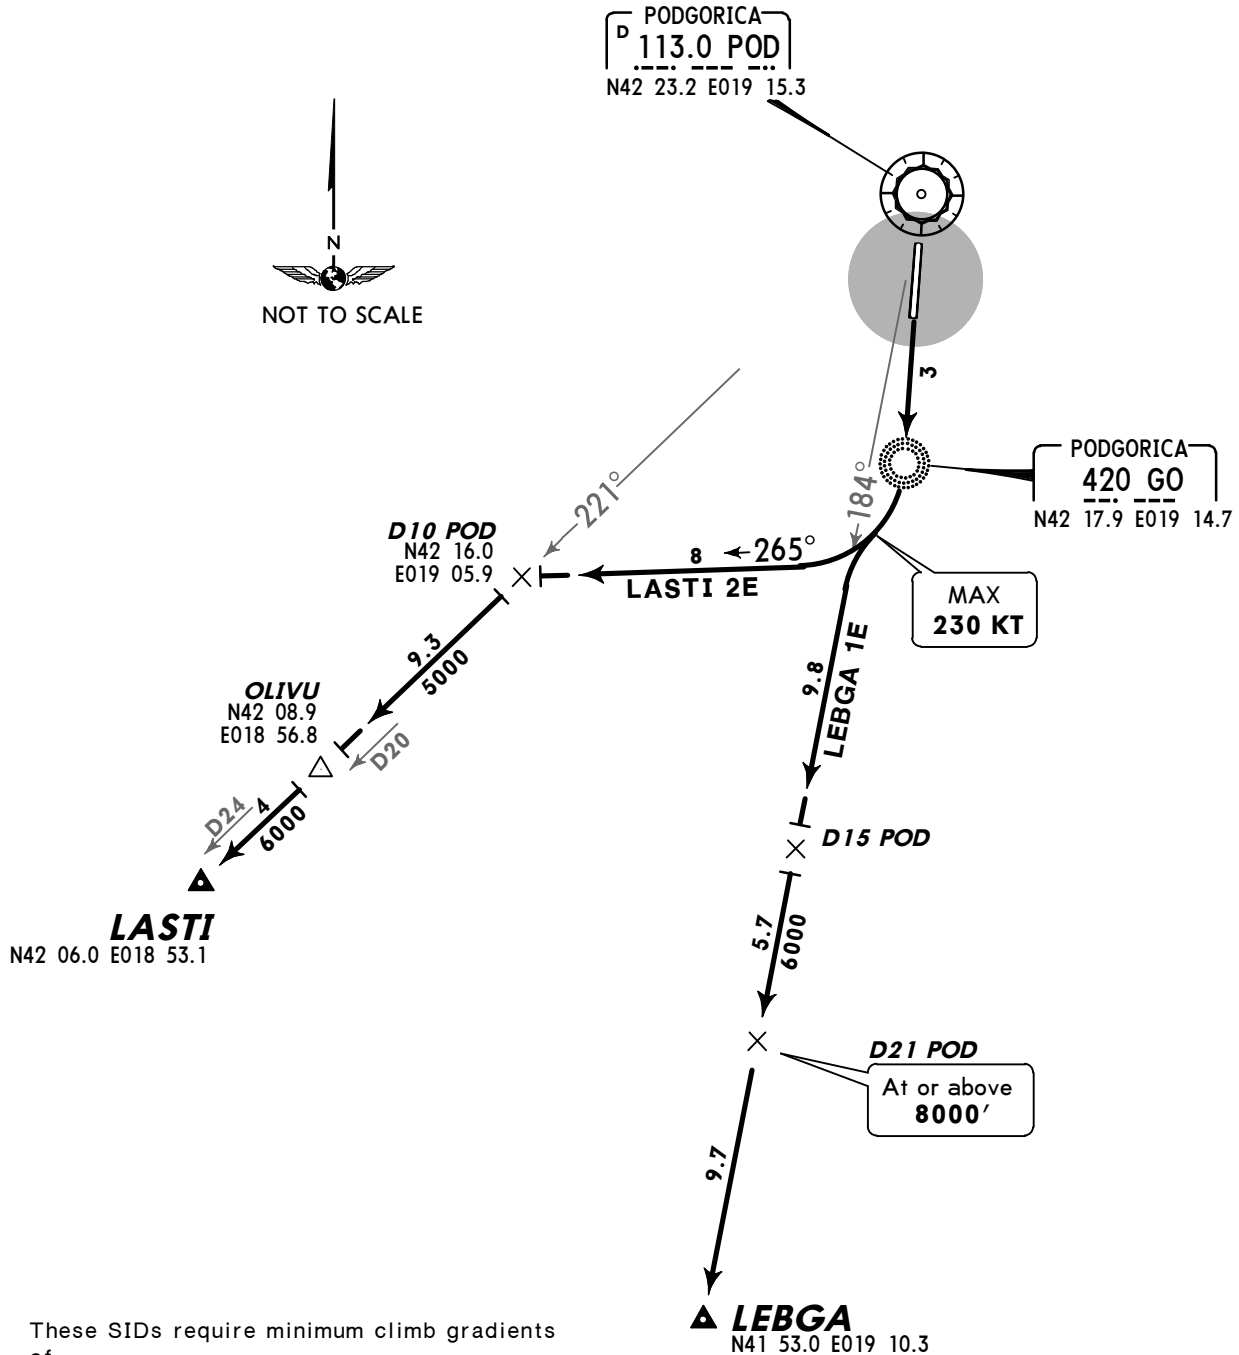 PODGORICA
D 113.0 POD
N42 23.2 E019 15.3
N
NOT TO SCALE
3
PODGORICA
420 GO
N42 17.9 E019 14.7
184°
221°
D10 POD
N42 16.0
E019 05.9
8
265°
LASTI 2E
MAX
230 KT
9.3
5000
9.8
LEBGA 1E
OLIVU
N42 08.9
E018 56.8
D20
D24
4
6000
D15 POD
LASTI
N42 06.0 E018 53.1
5.7
6000
D21 POD
At or above
8000'
9.7
LEBGA
N41 53.0 E019 10.3
These SIDs require minimum climb gradients
of